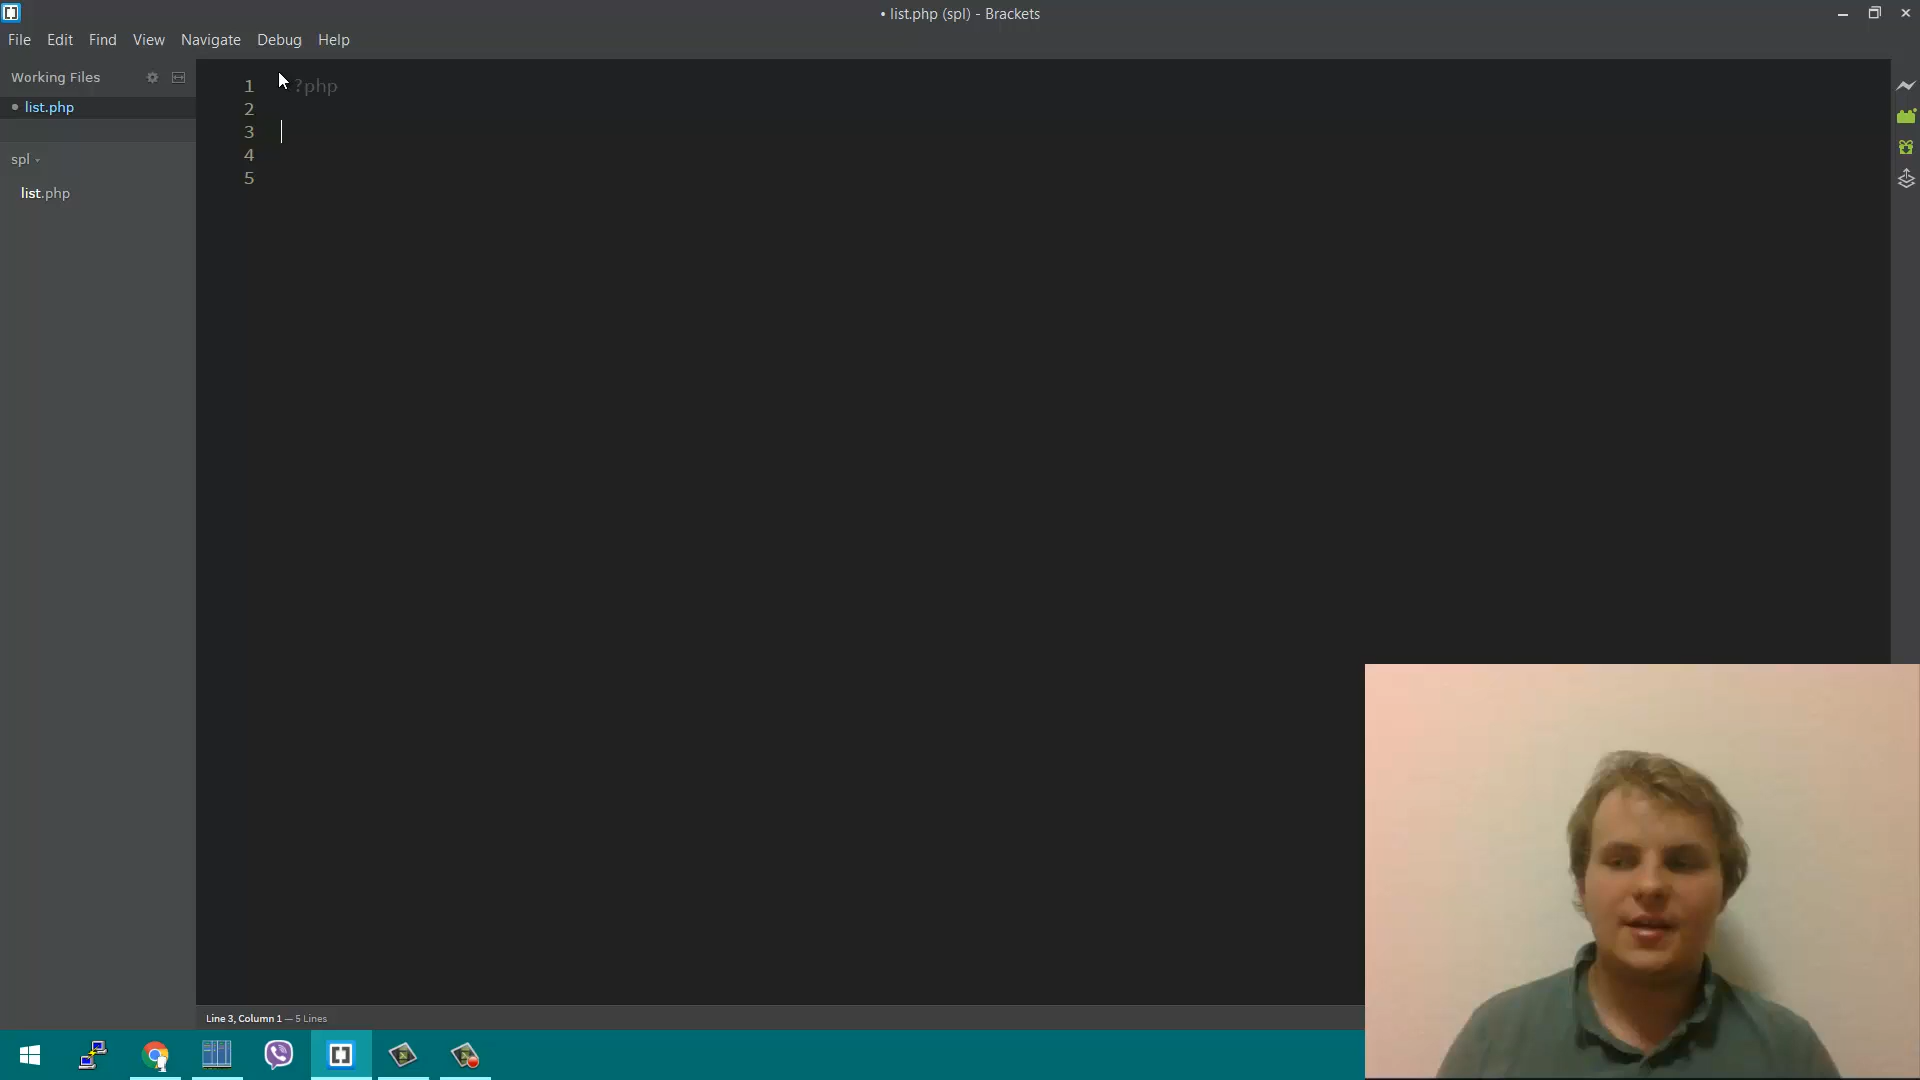 • list.php (spl) - Brackets
File Edit Find View Navigate Debug Help
Working Files
list.php
spl
list.php
1 ?php
2
3
4
5
Line 3, Column 1 — 5 Lines